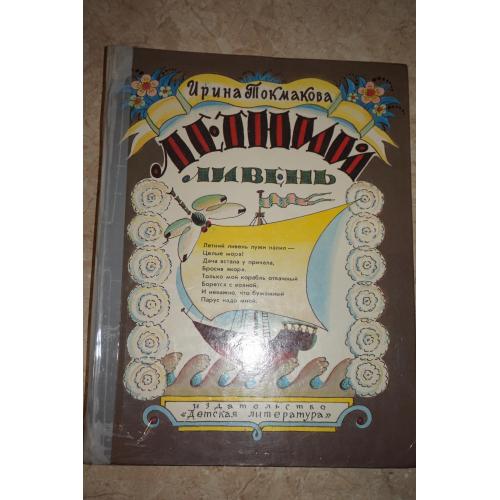 Ирина Токмакова
ЛЕТНИЙ
ЛИВЕНЬ
Летний ливень лужи налил —
Целые моря!
Дача встала у причала,
Бросив якоря.
Только мой корабль отважный
Борется с волной.
И неважно, что бумажный
Парус надо мной.
ИЗДАТЕЛЬСТВО
«Детская литература»